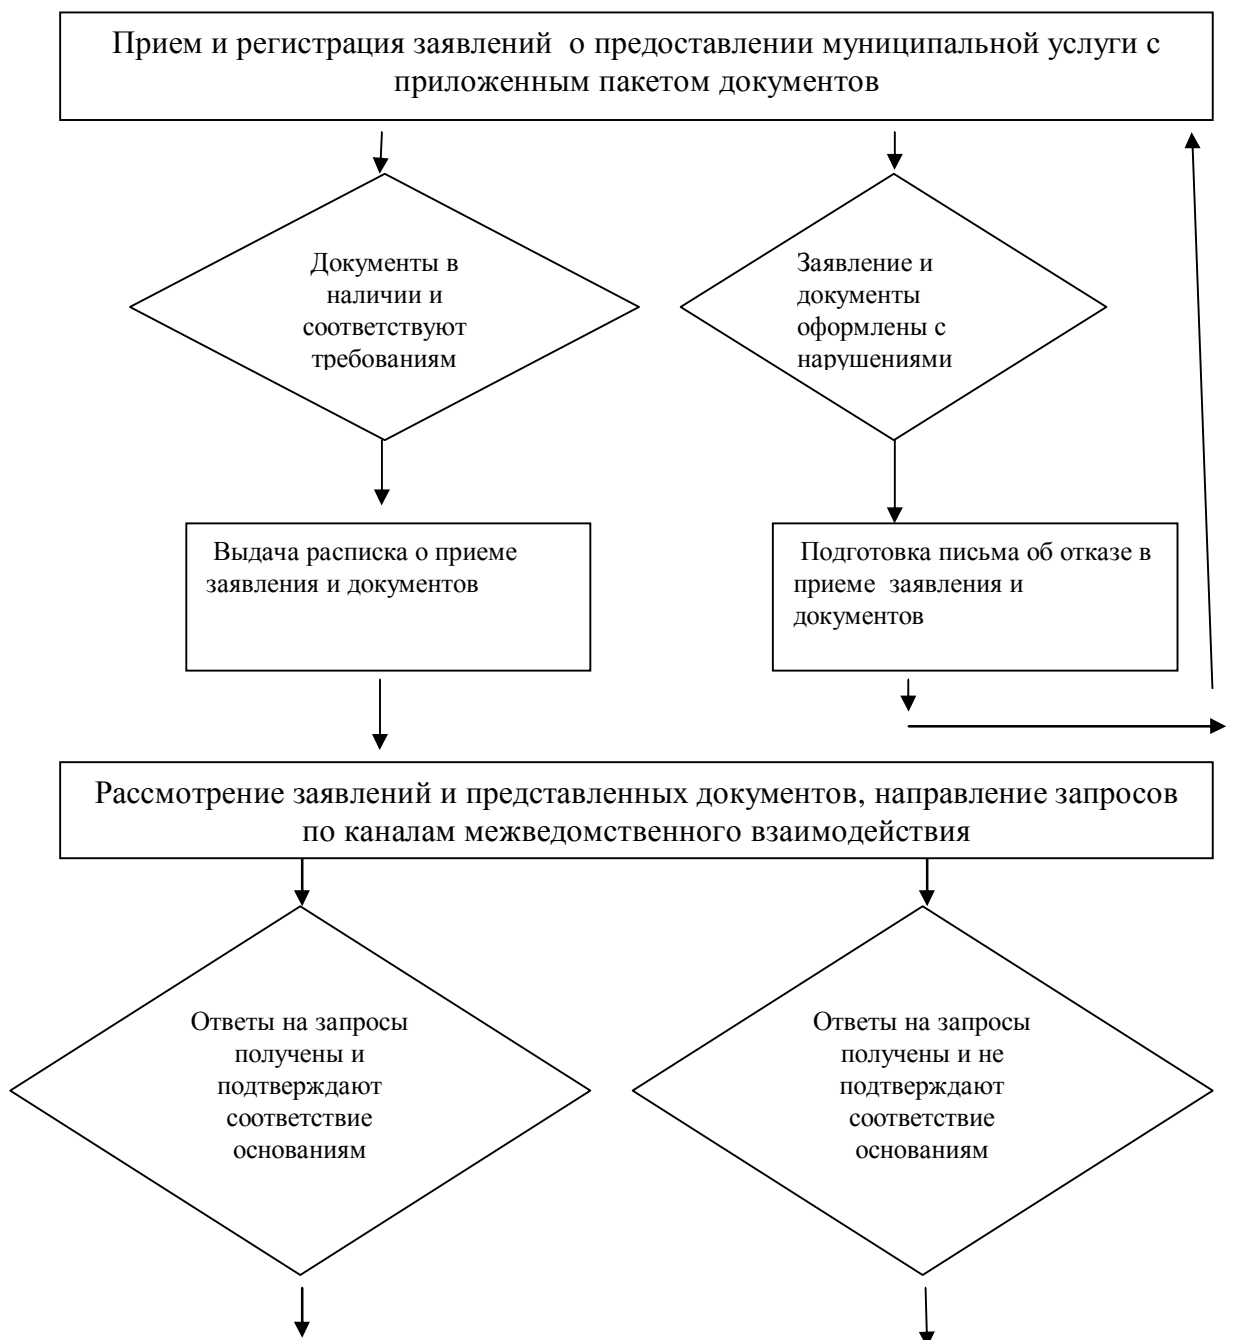 Прием и регистрация заявлений о предоставлении муниципальной услуги с
приложенным пакетом документов
Документы в
наличии и
соответствуют
требованиям
Заявление и
документы
оформлены с
нарушениями
Выдача расписка о приеме
заявления и документов
Подготовка письма об отказе в
приеме заявления и
документов
Рассмотрение заявлений и представленных документов, направление запросов
по каналам межведомственного взаимодействия
Ответы на запросы
получены и
подтверждают
соответствие
основаниям
Ответы на запросы
получены и не
подтверждают
соответствие
основаниям